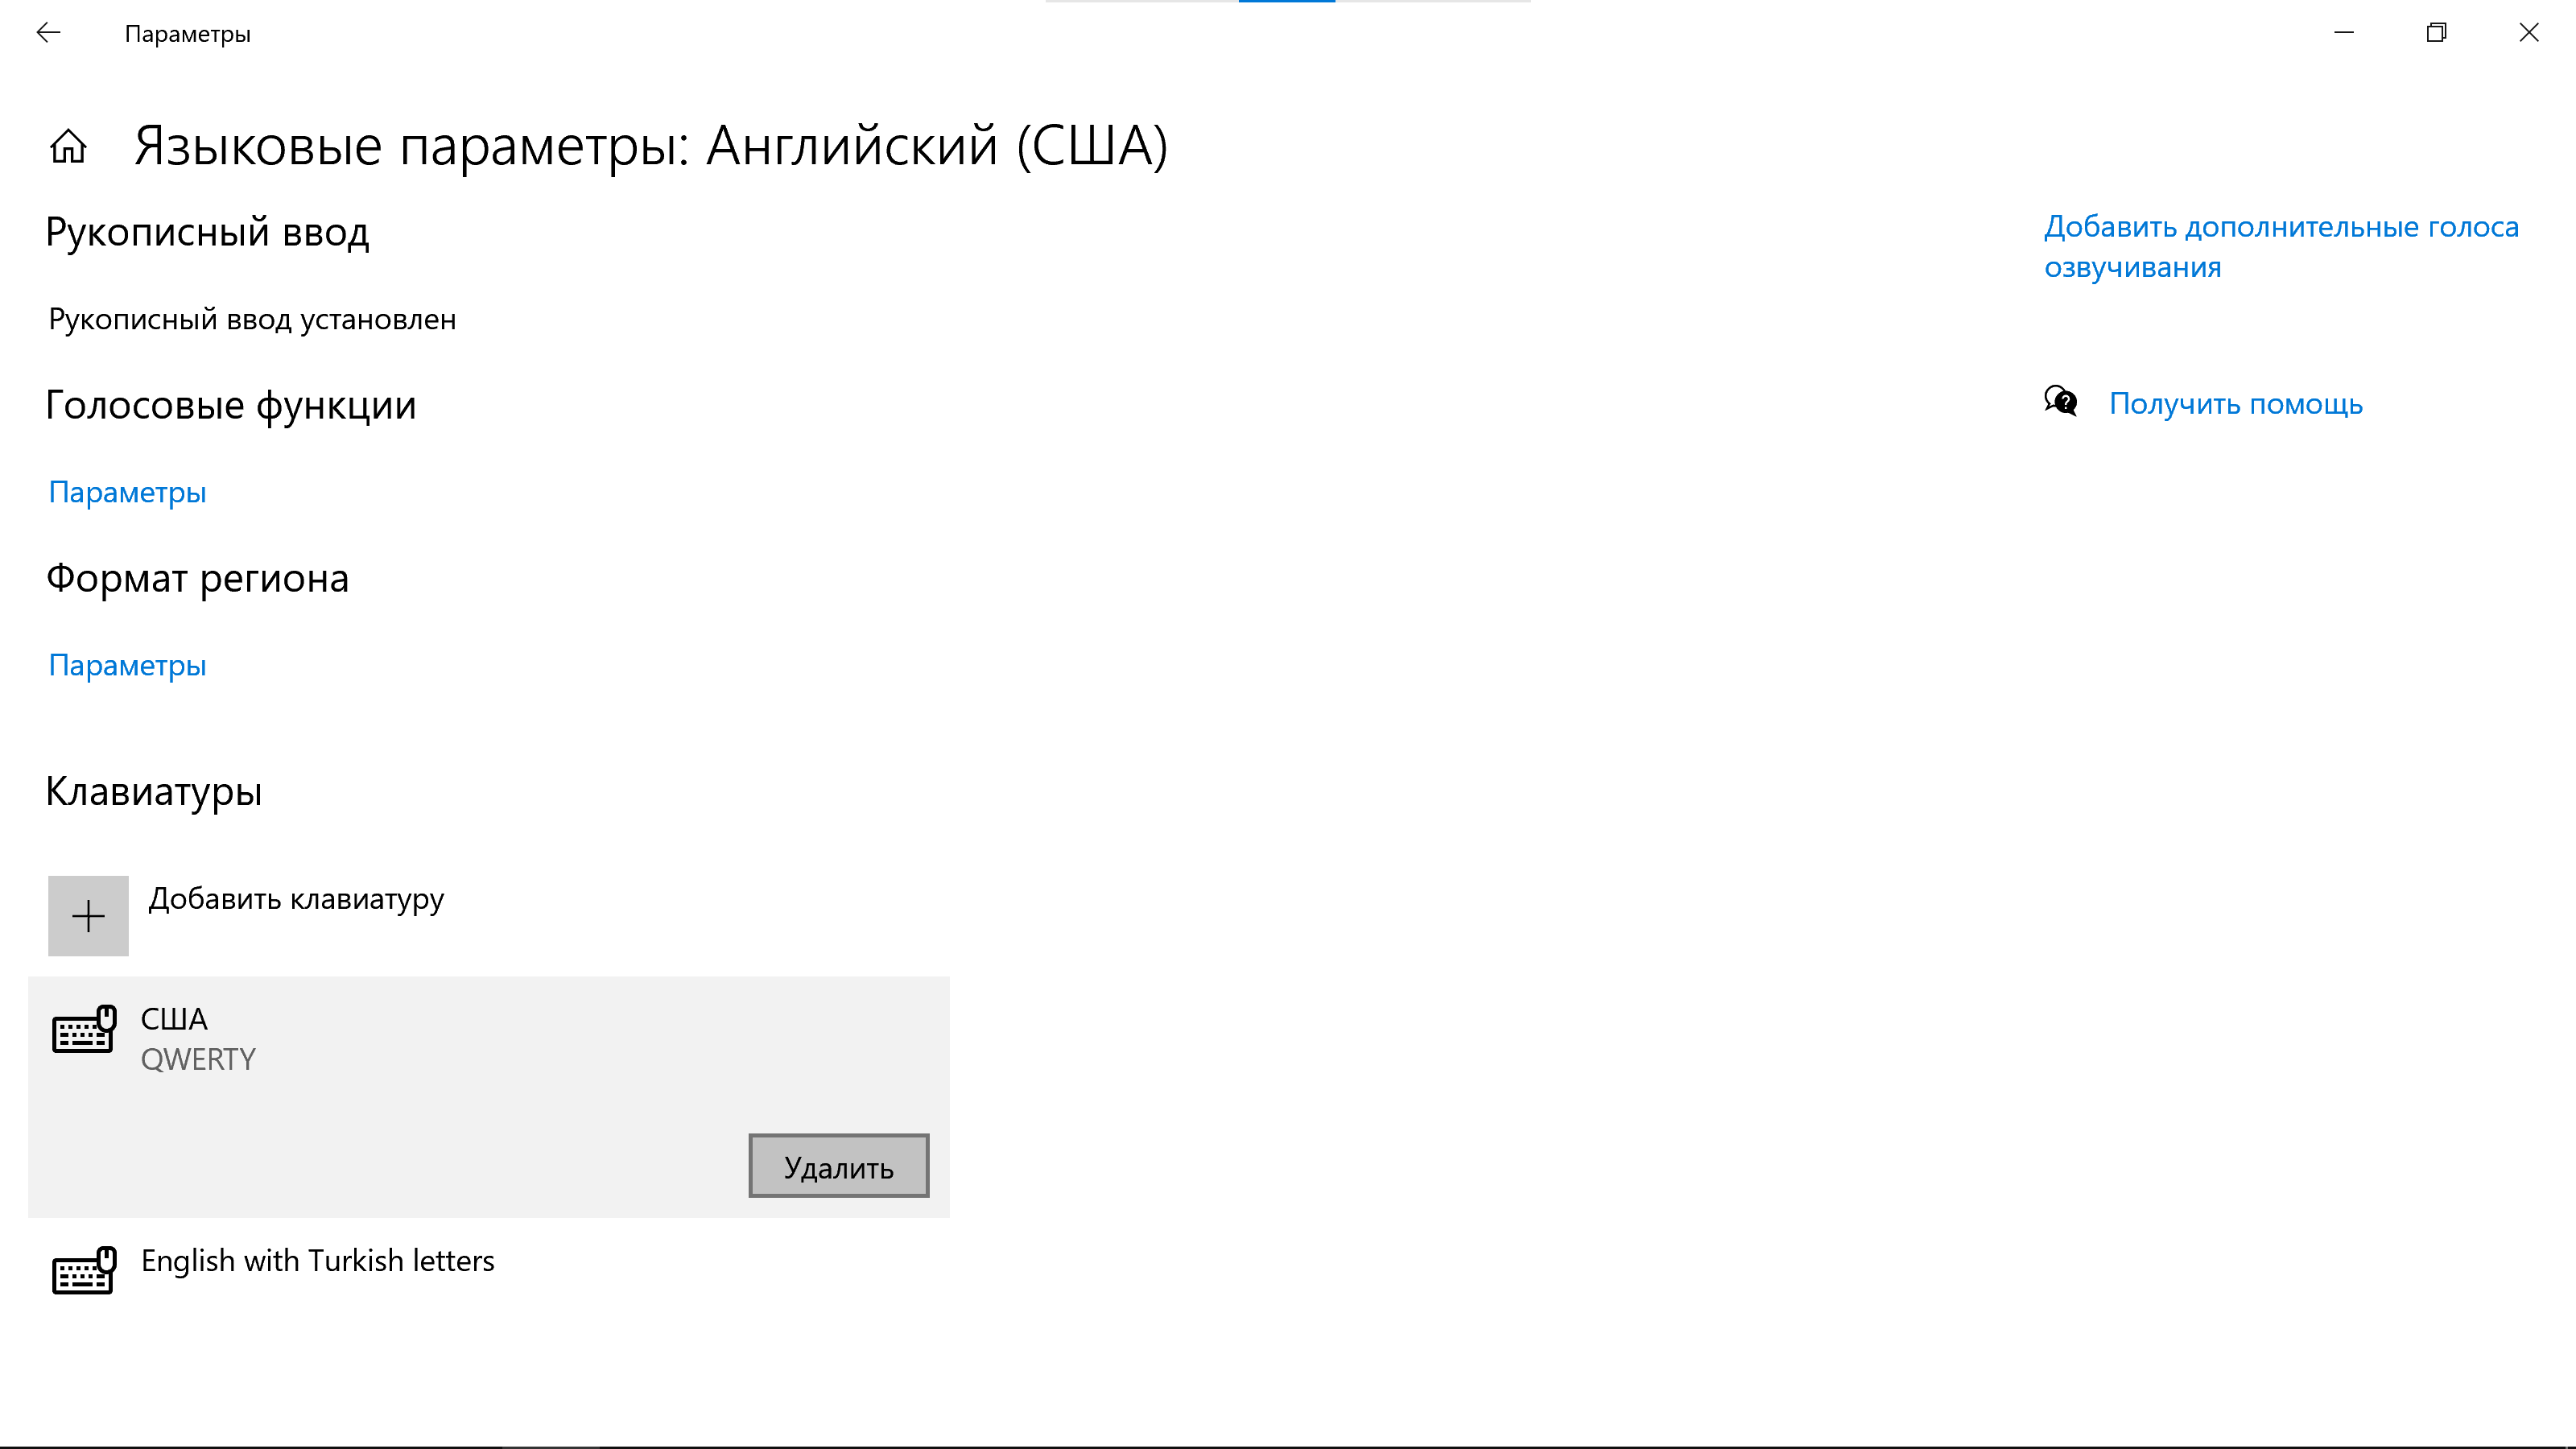 Параметры
Языковые параметры: Английский (США)
Рукописный ввод
Рукописный ввод установлен
Голосовые функции
Параметры
Формат региона
Параметры
Клавиатуры
Добавить клавиатуру
США
QWERTY
Удалить
English with Turkish letters
Добавить дополнительные голоса
озвучивания
Получить помощь